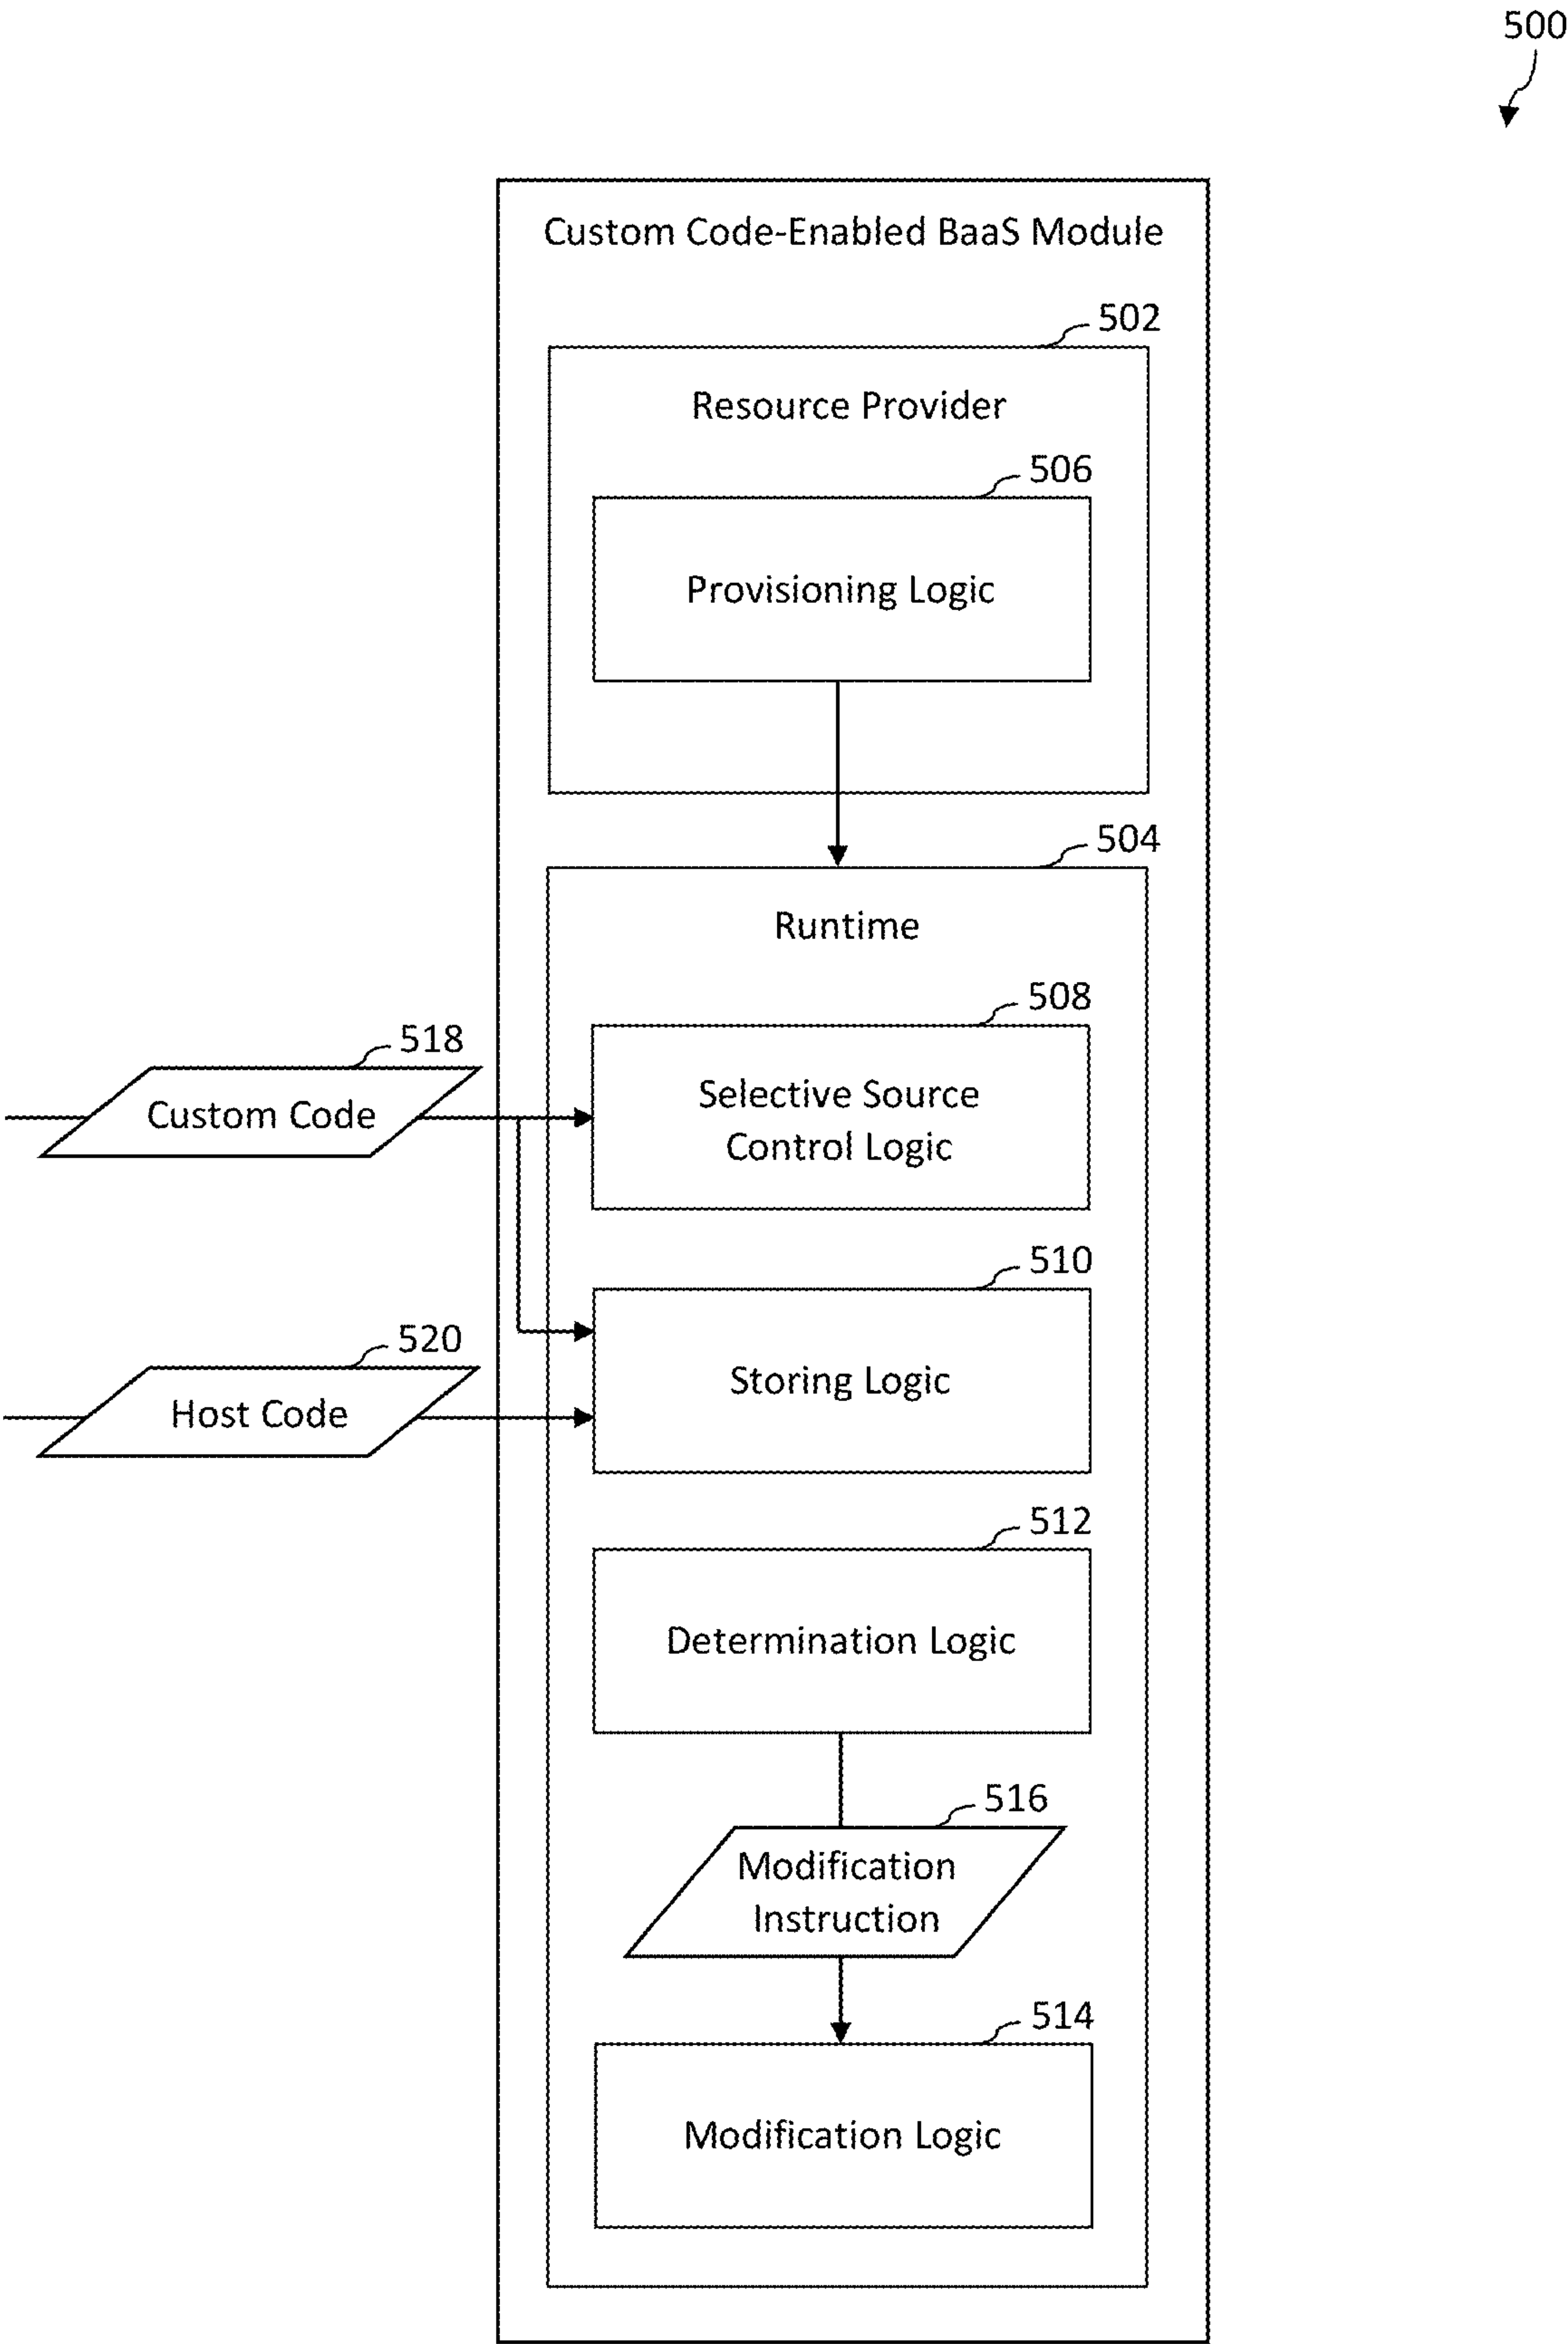 500
Custom Code-Enabled BaaS Module
502
Resource Provider
506
Provisioning Logic
504
Runtime
508
Selective Source
Control Logic
518
Custom Code
510
Storing Logic
520
Host Code
512
Determination Logic
516
Modification
Instruction
514
Modification Logic